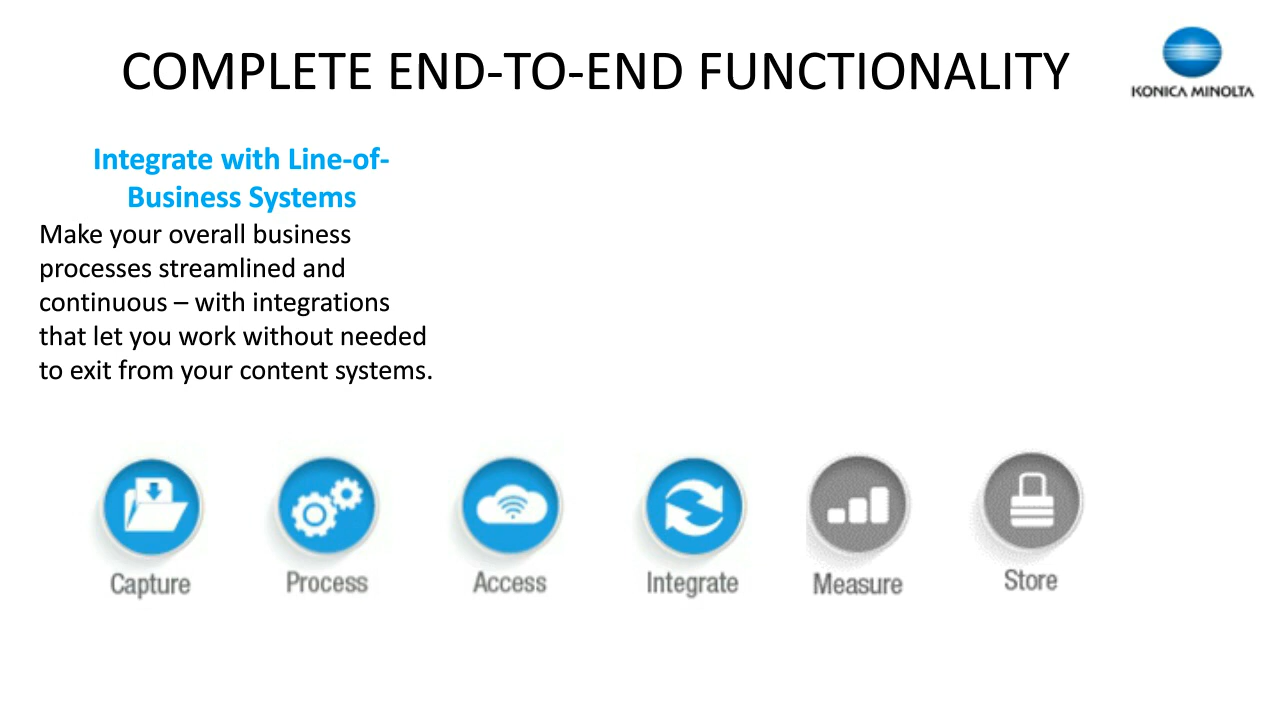 COMPLETE END-TO-END FUNCTIONALITY
KONICA MINOLTA
Integrate with Line-of-
Business Systems
Make your overall business
processes streamlined and
continuous – with integrations
that let you work without needed
to exit from your content systems.
Capture
Process
Access
Integrate
Measure
Store